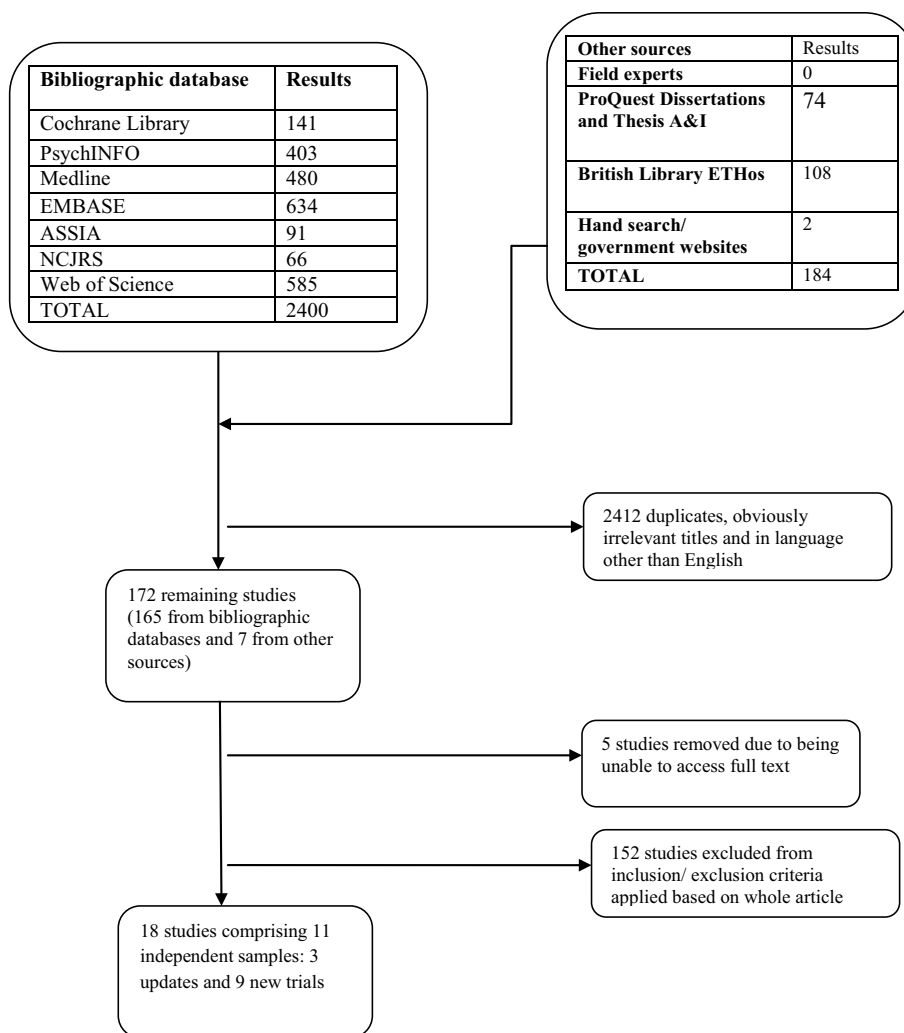 Bibliographic database Results
Cochrane Library 141
PsychINFO 403
Medline 480
EMBASE 634
ASSIA 91
NCJRS 66
Web of Science 585
TOTAL 2400
Other sources Results
Field experts 0
ProQuest Dissertations 74
and Thesis A&I
British Library ETHos 108
Hand search/ 2
government websites
TOTAL 184
2412 duplicates, obviously
irrelevant titles and in language
other than English
172 remaining studies
(165 from bibliographic
databases and 7 from other
sources)
5 studies removed due to being
unable to access full text
152 studies excluded from
inclusion/ exclusion criteria
applied based on whole article
18 studies comprising 11
independent samples: 3
updates and 9 new trials